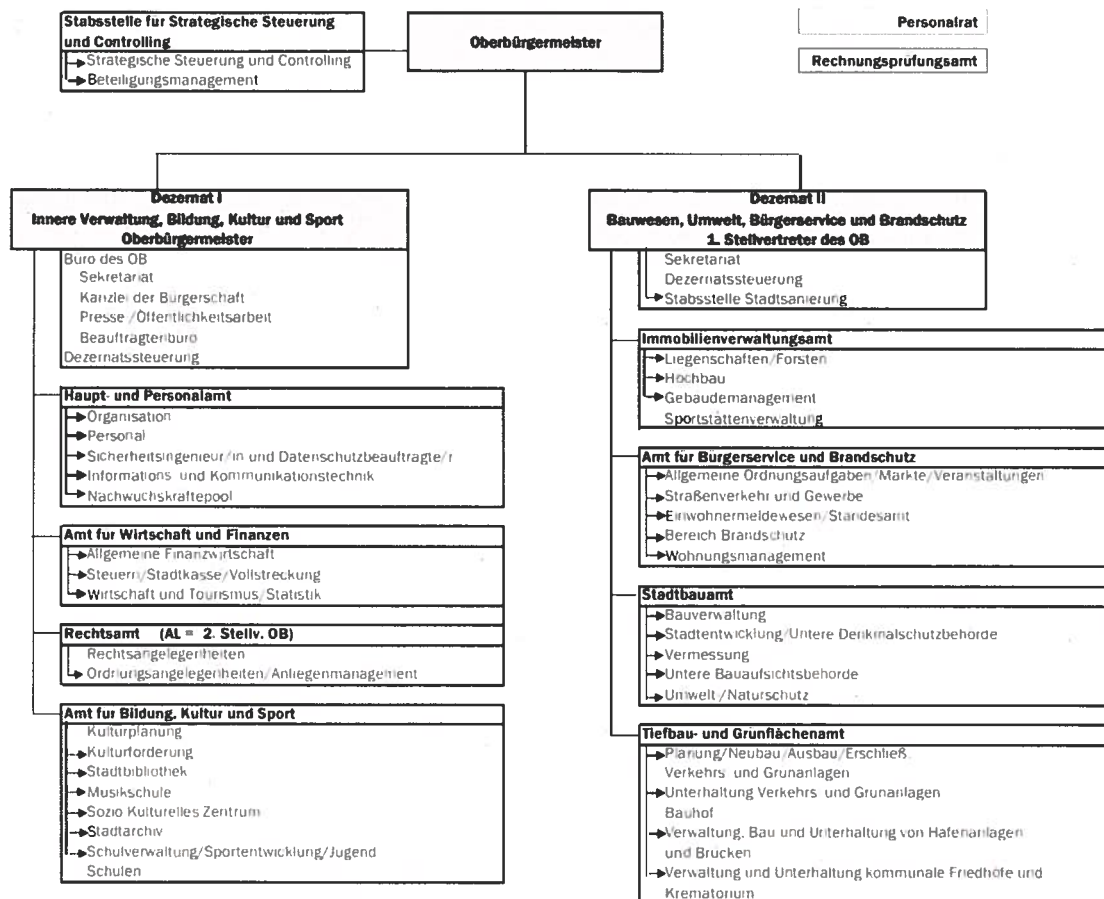 Stabsstelle für Strategische Steuerung
und Controlling
Strategische Steuerung und Controlling
Beteiligungsmanagement
Oberbürgermeister
Personalrat
Rechnungsprüfungsamt
Dezernat I
Innere Verwaltung, Bildung, Kultur und Sport
Oberbürgermeister
Büro des OB
Sekretariat
Kanzlei der Bürgerschaft
Presse /Öffentlichkeitsarbeit
Beauftragtenbüro
Dezernatssteuerung
Haupt- und Personalamt
Organisation
Personal
Sicherheitsingenieur/in und Datenschutzbeauftragte/r
Informations und Kommunikationstechnik
Nachwuchskräftepool
Amt für Wirtschaft und Finanzen
Allgemeine Finanzwirtschaft
Steuern/Stadtkasse/Vollstreckung
Wirtschaft und Tourismus/Statistik
Rechtsamt (AL = 2. Stellv. OB)
Rechtsangelegenheiten
Ordnungsangelegenheiten/Anliegenmanagement
Amt für Bildung, Kultur und Sport
Kulturplanung
Kulturförderung
Stadtbibliothek
Musikschule
Sozio Kulturelles Zentrum
Stadtarchiv
Schulverwaltung/Sportentwicklung/Jugend
Schulen
Dezernat II
Bauwesen, Umwelt, Bürgerservice und Brandschutz
1. Stellvertreter des OB
Sekretariat
Dezernatssteuerung
Stabsstelle Stadtsanierung
Immobilienverwaltungsamt
Liegenschaften/Forsten
Hochbau
Gebäudemanagement
Sportstättenverwaltung
Amt für Bürgerservice und Brandschutz
Allgemeine Ordnungsaufgaben/Märkte/Veranstaltungen
Straßenverkehr und Gewerbe
Einwohnermeldewesen/Standesamt
Bereich Brandschutz
Wohnungsmanagement
Stadtbauamt
Bauverwaltung
Stadtentwicklung/Untere Denkmalschutzbehörde
Vermessung
Untere Bauaufsichtsbehörde
Umwelt/Naturschutz
Tiefbau- und Grünflächenamt
Planung/Neubau/Ausbau/Erschließ.
Verkehrs und Grünanlagen
Unterhaltung Verkehrs und Grünanlagen
Bauhof
Verwaltung, Bau und Unterhaltung von Hafenanlagen
und Brücken
Verwaltung und Unterhaltung kommunale Friedhöfe und
Krematorium